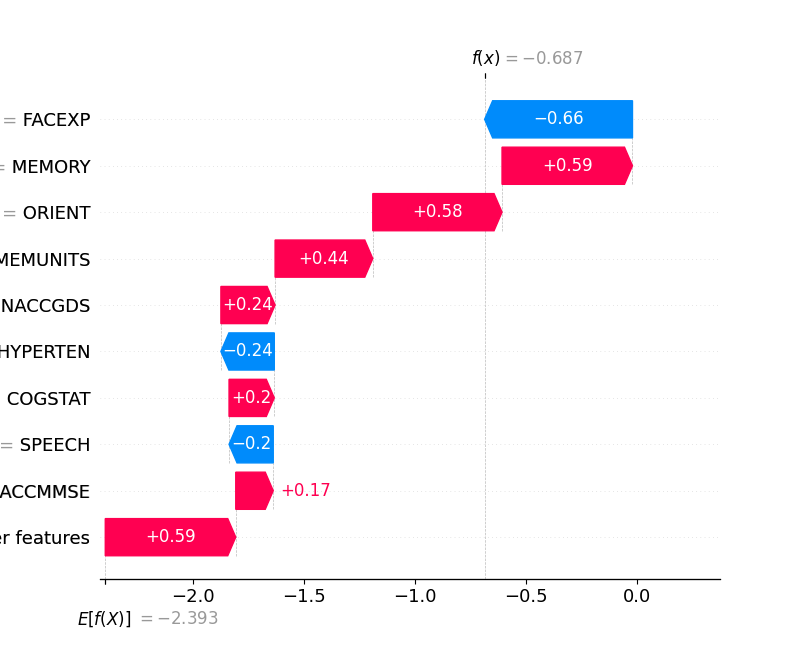 f(x) = −0.687
= FACEXP
−0.66
= MEMORY
+0.59
= ORIENT
+0.58
MEMUNITS
+0.44
NACCGDS
+0.24
HYPERTEN
−0.24
COGSTAT
+0.2
= SPEECH
−0.2
ACCMMSE
+0.17
er features
+0.59
−2.0 −1.5 −1.0 −0.5 0.0
E[f(X)] = −2.393